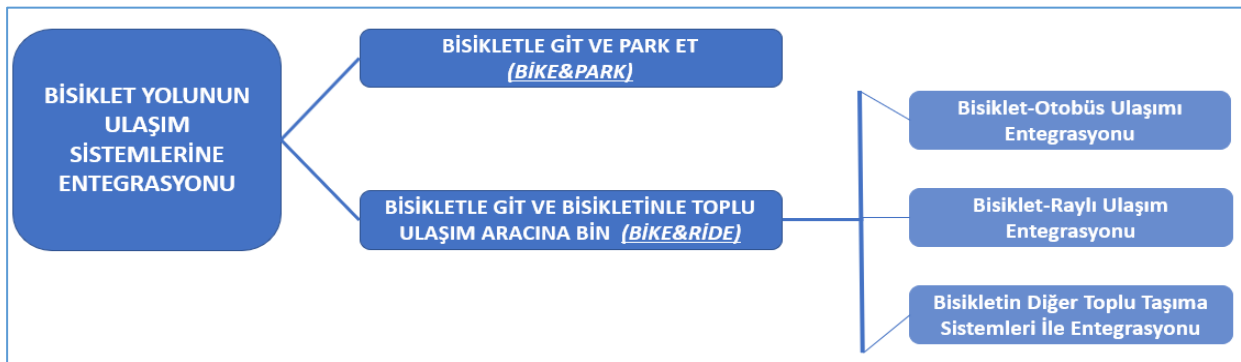 BİSİKLET YOLUNUN
ULAŞIM
SİSTEMLERİNE
ENTEGRASYONU
BİSİKLETLE GİT VE PARK ET
(BİKE&PARK)
BİSİKLETLE GİT VE BİSİKLETİNLE TOPLU
ULAŞIM ARACINA BİN (BİKE&RİDE)
Bisiklet-Otobüs Ulaşımı
Entegrasyonu
Bisiklet-Raylı Ulaşım
Entegrasyonu
Bisikletin Diğer Toplu Taşıma
Sistemleri İle Entegrasyonu